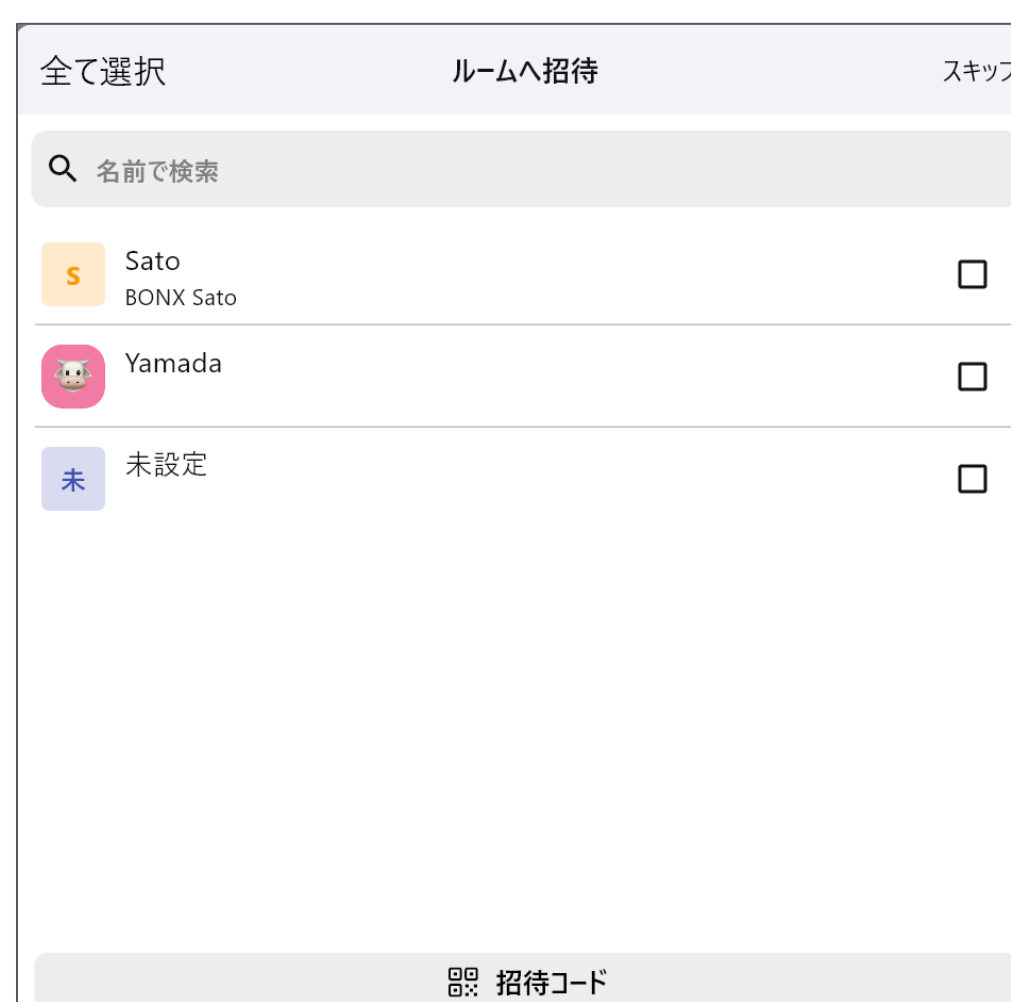 全て選択 ルームへ招待 スキップ
名前で検索
S Sato
BONX Sato
Yamada
未 未設定
招待コード